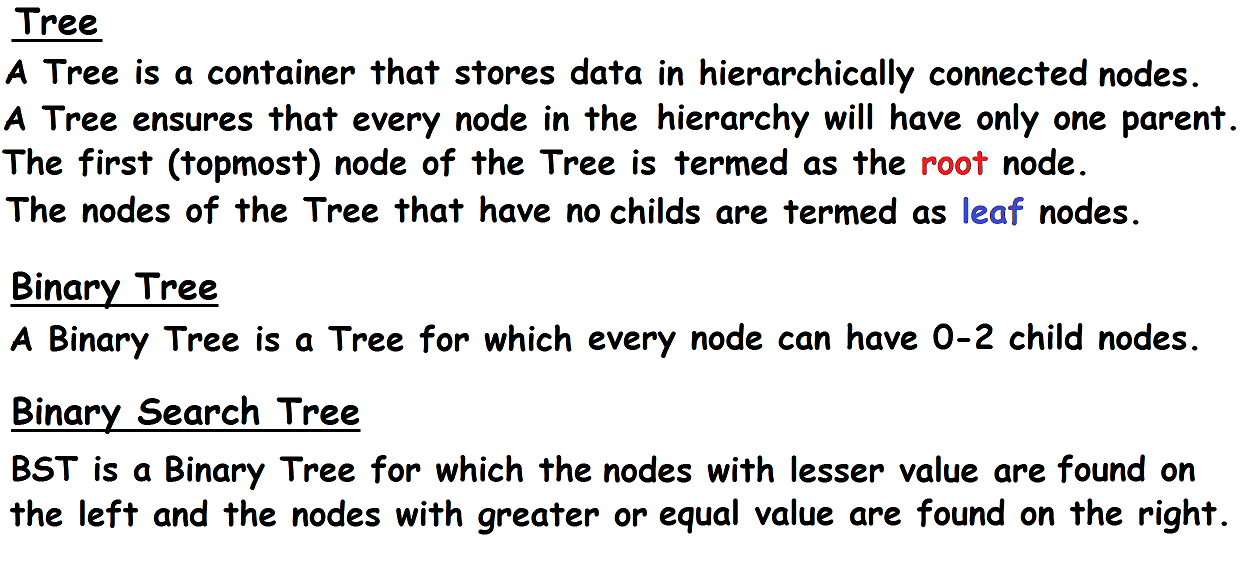 Tree
A Tree is a container that stores data in hierarchically connected nodes.
A Tree ensures that every node in the hierarchy will have only one parent.
The first (topmost) node of the Tree is termed as the root node.
The nodes of the Tree that have no childs are termed as leaf nodes.
Binary Tree
A Binary Tree is a Tree for which every node can have 0-2 child nodes.
Binary Search Tree
BST is a Binary Tree for which the nodes with lesser value are found on
the left and the nodes with greater or equal value are found on the right.